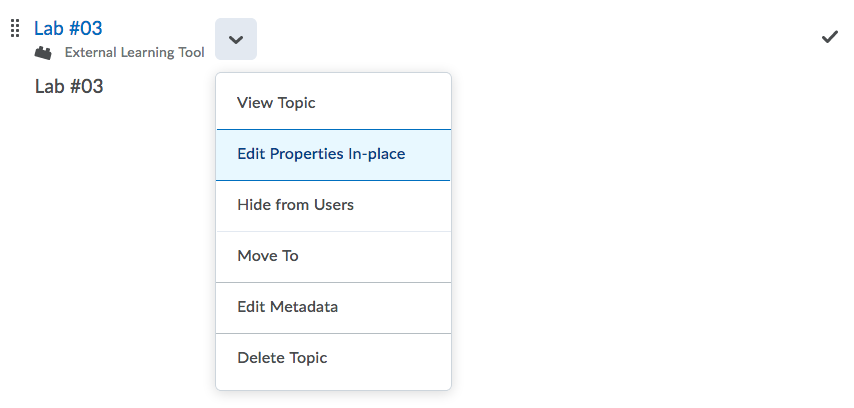 Lab #03
External Learning Tool
Lab #03
View Topic
Edit Properties In-place
Hide from Users
Move To
Edit Metadata
Delete Topic